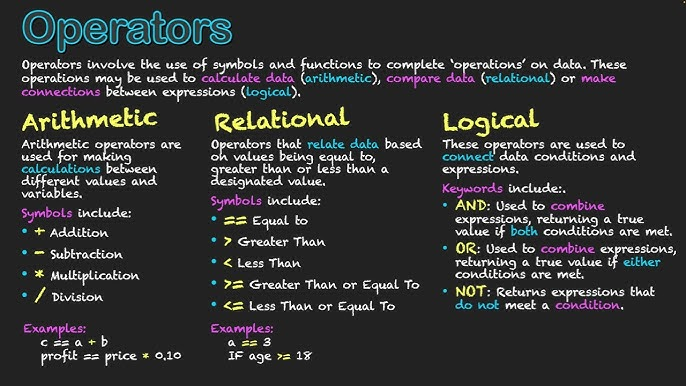 Operators
Operators involve the use of symbols and functions to complete ‘operations’ on data. These
operations may be used to calculate data (arithmetic), compare data (relational) or make
connections between expressions (logical).
Arithmetic
Arithmetic operators are
used for making
calculations between
different values and
variables.
Symbols include:
• + Addition
• - Subtraction
• * Multiplication
• / Division
Examples:
c == a + b
profit == price * 0.10
Relational
Operators that relate data based
on values being equal to,
greater than or less than a
designated value.
Symbols include:
• == Equal to
• > Greater Than
• < Less Than
• >= Greater Than or Equal To
• <= Less Than or Equal To
Examples:
a == 3
IF age >= 18
Logical
These operators are used to
connect data conditions and
expressions.
Keywords include:.
• AND: Used to combine
expressions, returning a true
value if both conditions are met.
• OR: Used to combine expressions,
returning a true value if either
conditions are met.
• NOT: Returns expressions that
do not meet a condition.